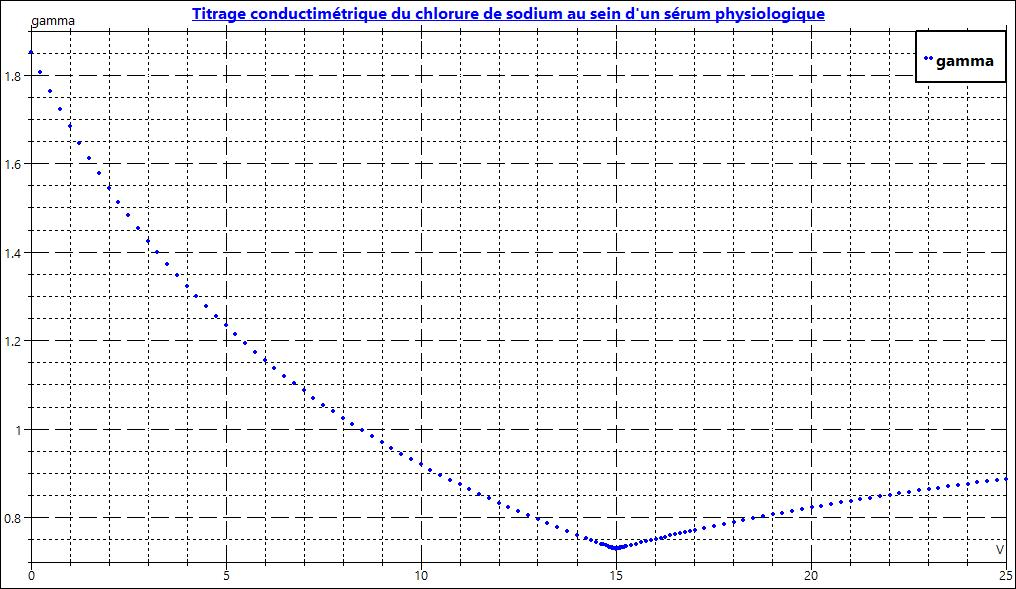 Titrage conductimétrique du chlorure de sodium au sein d'un sérum physiologique
gamma
gamma
1.8
1.6
1.4
1.2
1
0.8
V
0 5 10 15 20 25